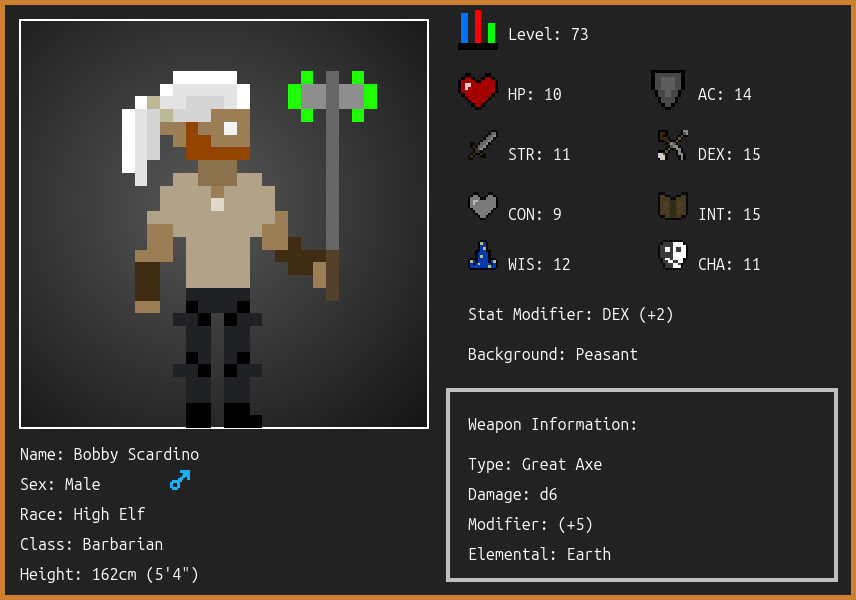 Level: 73
HP: 10
AC: 14
STR: 11
DEX: 15
CON: 9
INT: 15
WIS: 12
CHA: 11
Stat Modifier: DEX (+2)
Background: Peasant
Weapon Information:
Type: Great Axe
Damage: d6
Modifier: (+5)
Elemental: Earth
Name: Bobby Scardino
Sex: Male
Race: High Elf
Class: Barbarian
Height: 162cm (5'4")